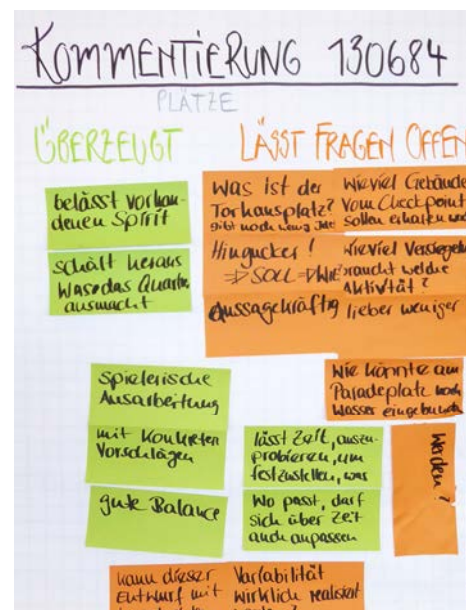 KOMMENTIERUNG 130684
PLÄTZE
ÜBERZEUGT
LÄSST FRAGEN OFFEN
belässt vorhan-
denen Spirit
schält heraus
was das Quartier
ausmacht
Was ist der
Torhausplatz?
gibt noch wenig
Wieviel Gebäude
vom Checkpoint
sollen erhalten
Hingucker!
⇒ SOLL ⇒ Wie?
Wieviel
braucht welche
Aktivität?
Aussagekräftig
lieber weniger
spielerische
Ausarbeitung
mit konkreten
Vorschlägen
gute Balance
Wie könnte am
Paradeplatz noch
Wasser eingebunden
werden?
lässt Zeit, auszu-
probieren, um
festzustellen, was
wo passt, darf
sich über Zeit
auch anpassen
kann dieser
Entwurf mit
Variabilität
wirklich realisiert